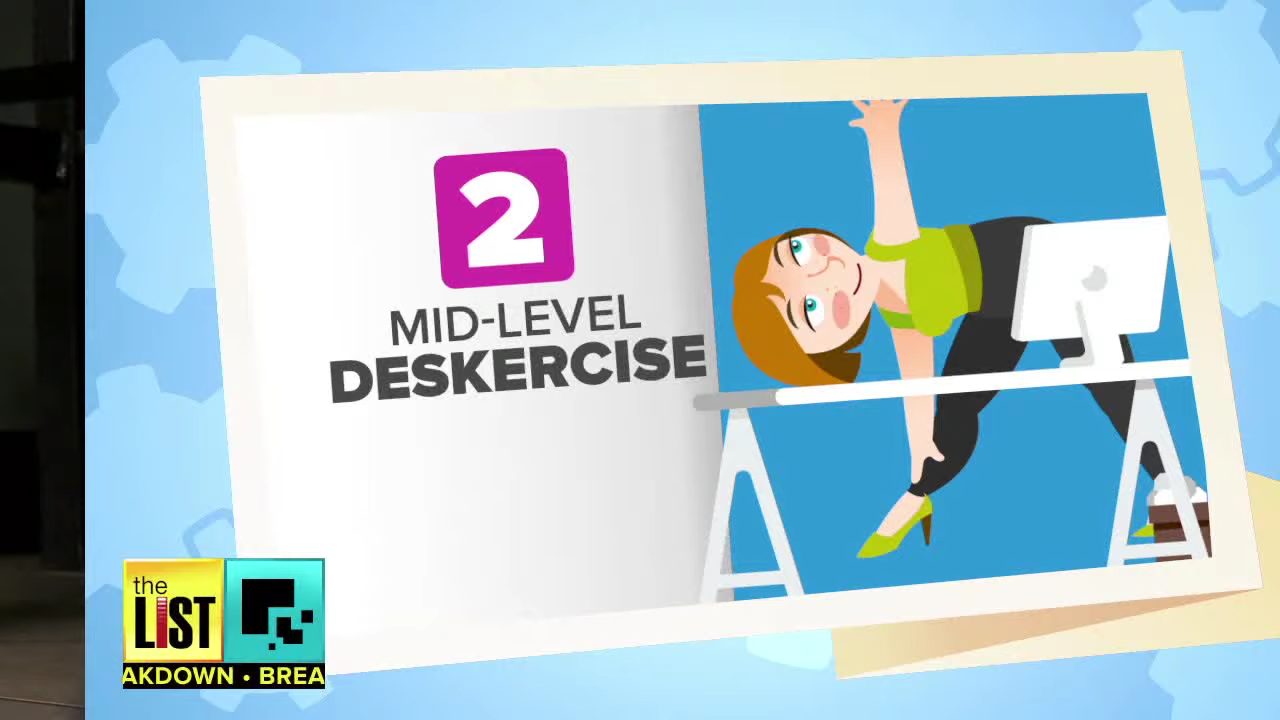 2
MID-LEVEL
DESKERCISE
the
LIST
AKDOWN • BREA